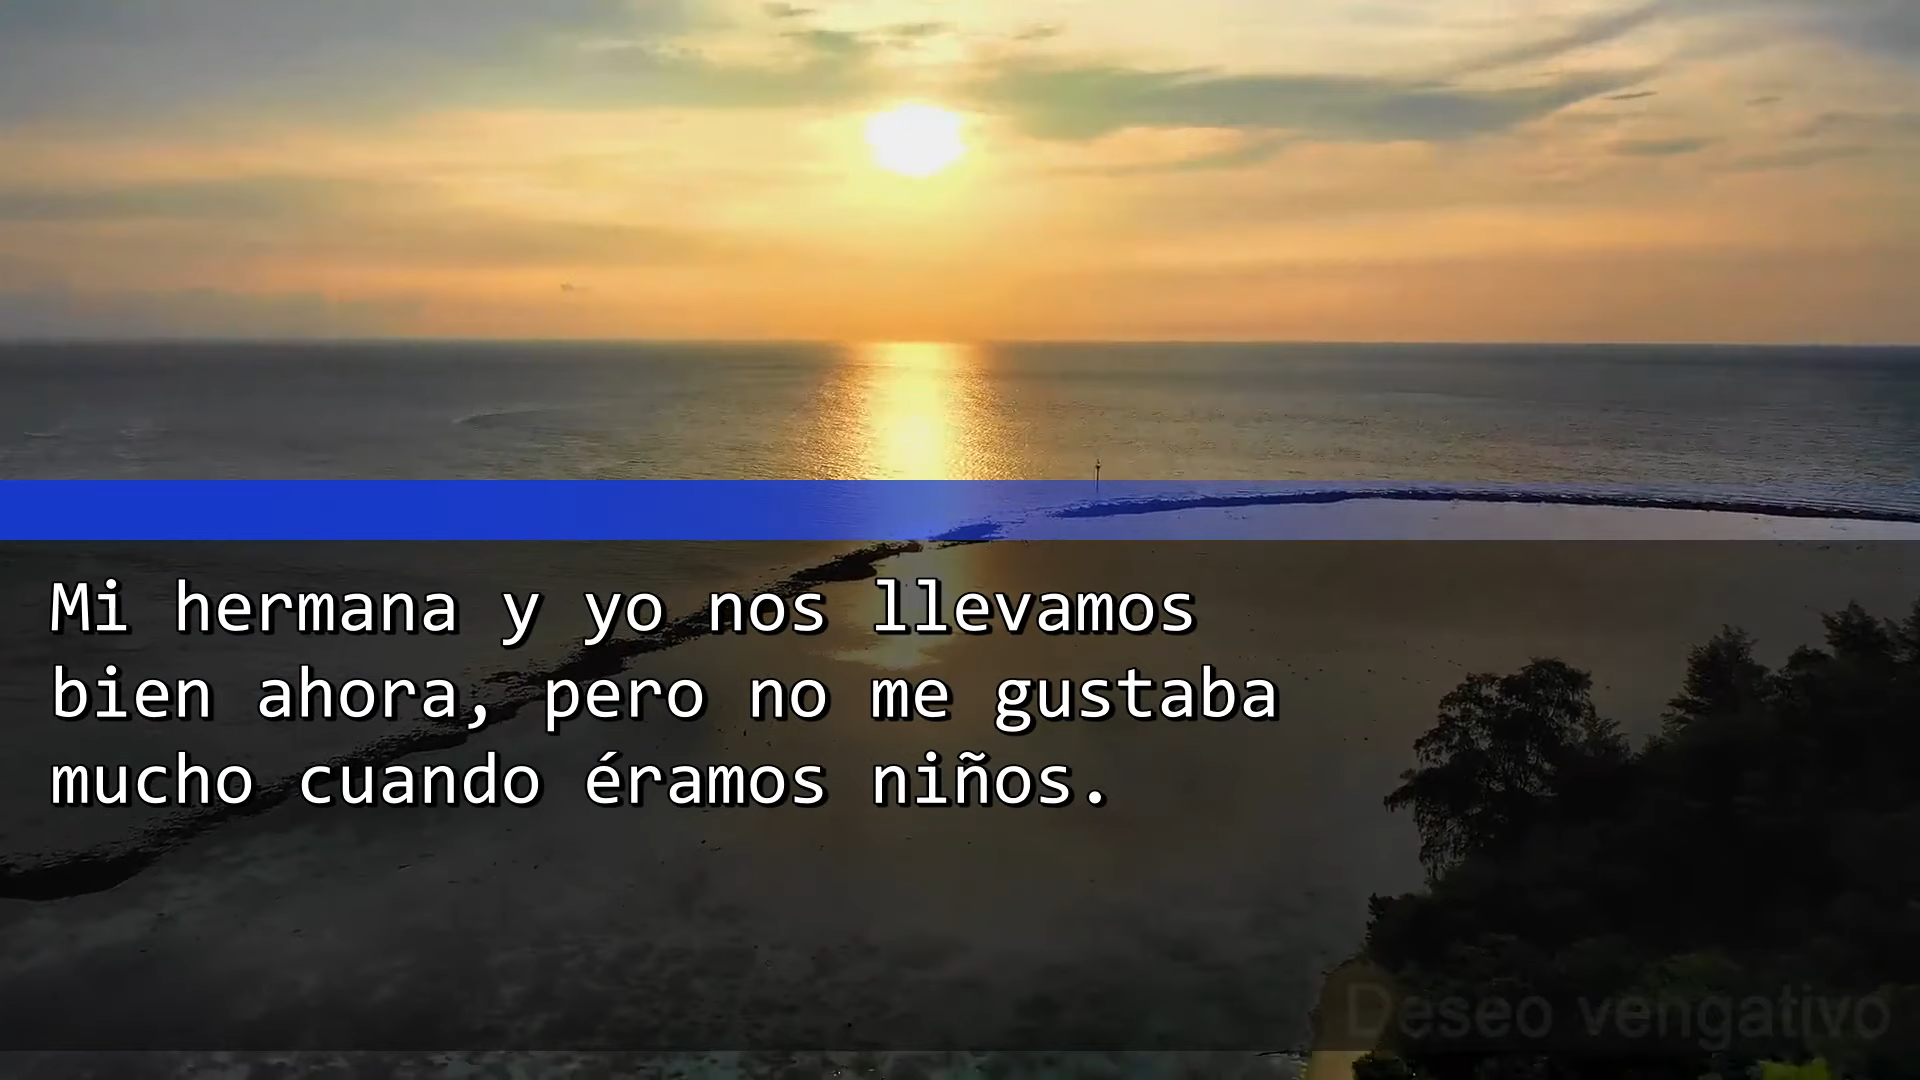 Mi hermana y yo nos llevamos
bien ahora, pero no me gustaba
mucho cuando éramos niños.
Deseo vengativo